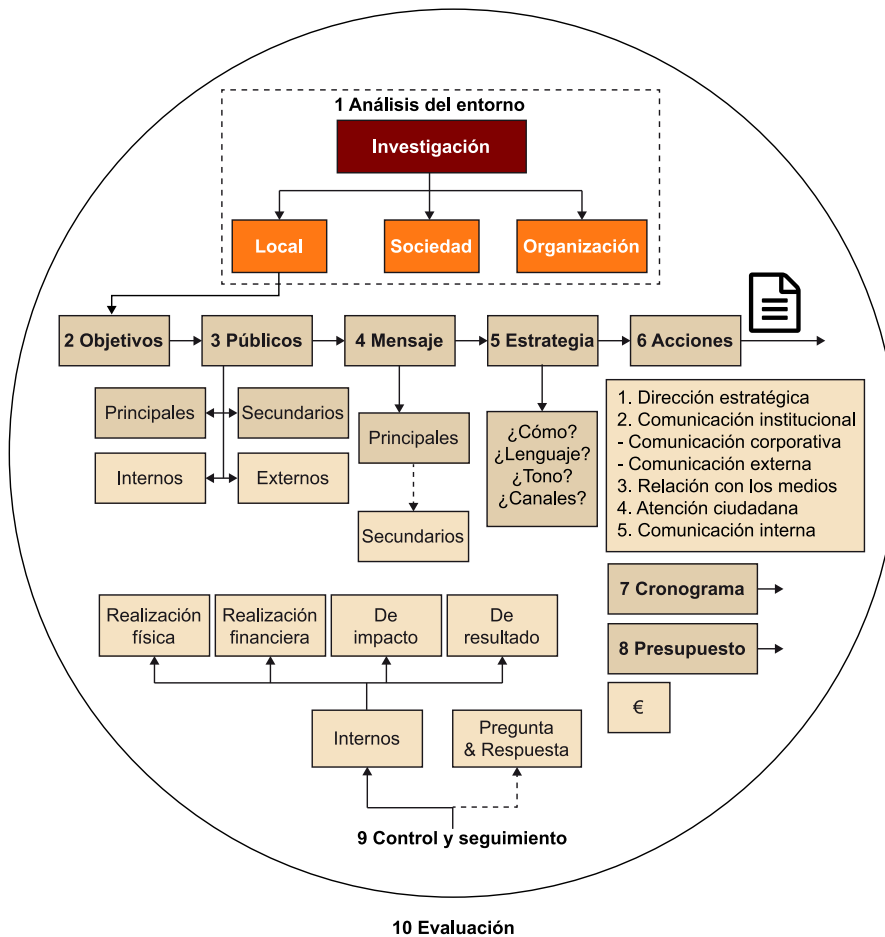 1 Análisis del entorno
Investigación
Local
Sociedad
Organización
2 Objetivos
3 Públicos
4 Mensaje
5 Estrategia
6 Acciones
Principales
Secundarios
Internos
Externos
Principales
Secundarios
¿Cómo?
¿Lenguaje?
¿Tono?
¿Canales?
1. Dirección estratégica
2. Comunicación institucional
- Comunicación corporativa
- Comunicación externa
3. Relación con los medios
4. Atención ciudadana
5. Comunicación interna
7 Cronograma
8 Presupuesto
€
Realización
física
Realización
financiera
De
impacto
De
resultado
Internos
Pregunta
& Respuesta
9 Control y seguimiento
10 Evaluación